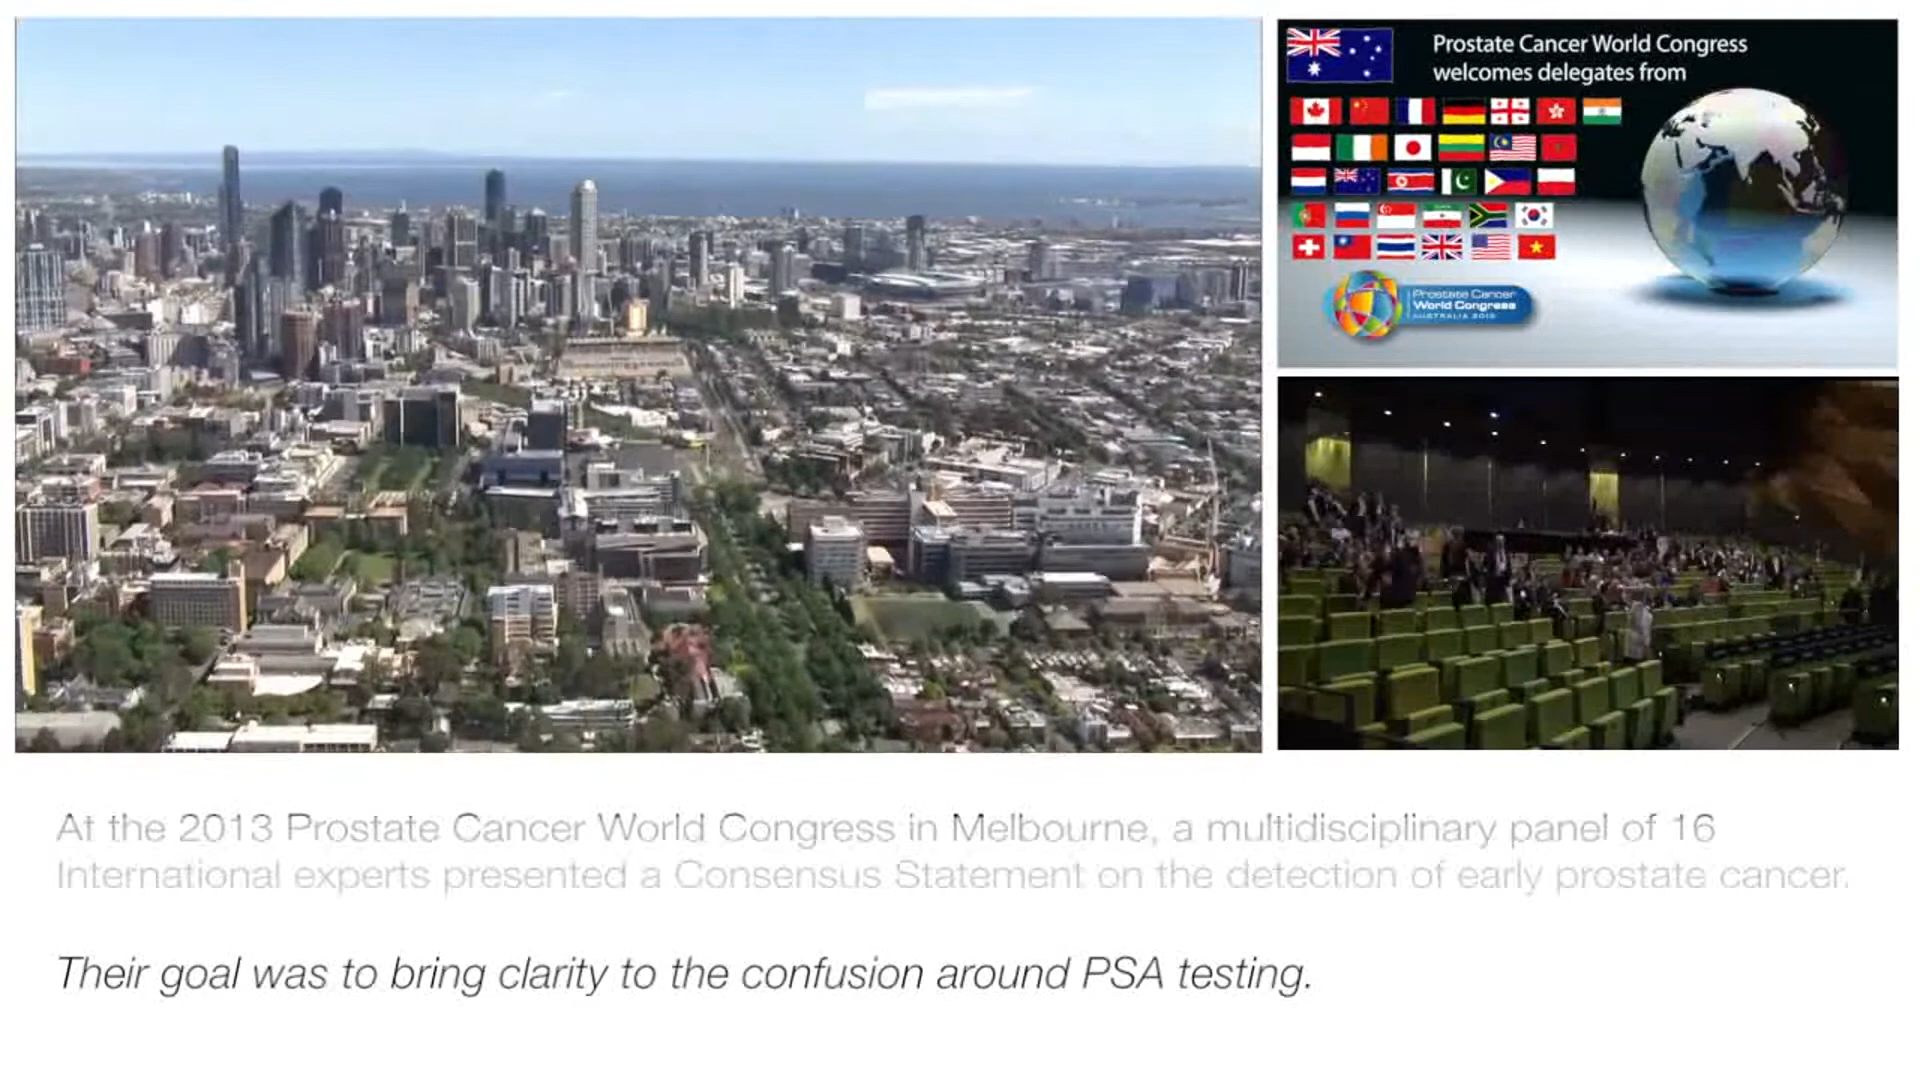 Prostate Cancer World Congress
welcomes delegates from
Prostate Cancer
World Congress
AUSTRALIA 2013
At the 2013 Prostate Cancer World Congress in Melbourne, a multidisciplinary panel of 16
International experts presented a Consensus Statement on the detection of early prostate cancer.
Their goal was to bring clarity to the confusion around PSA testing.